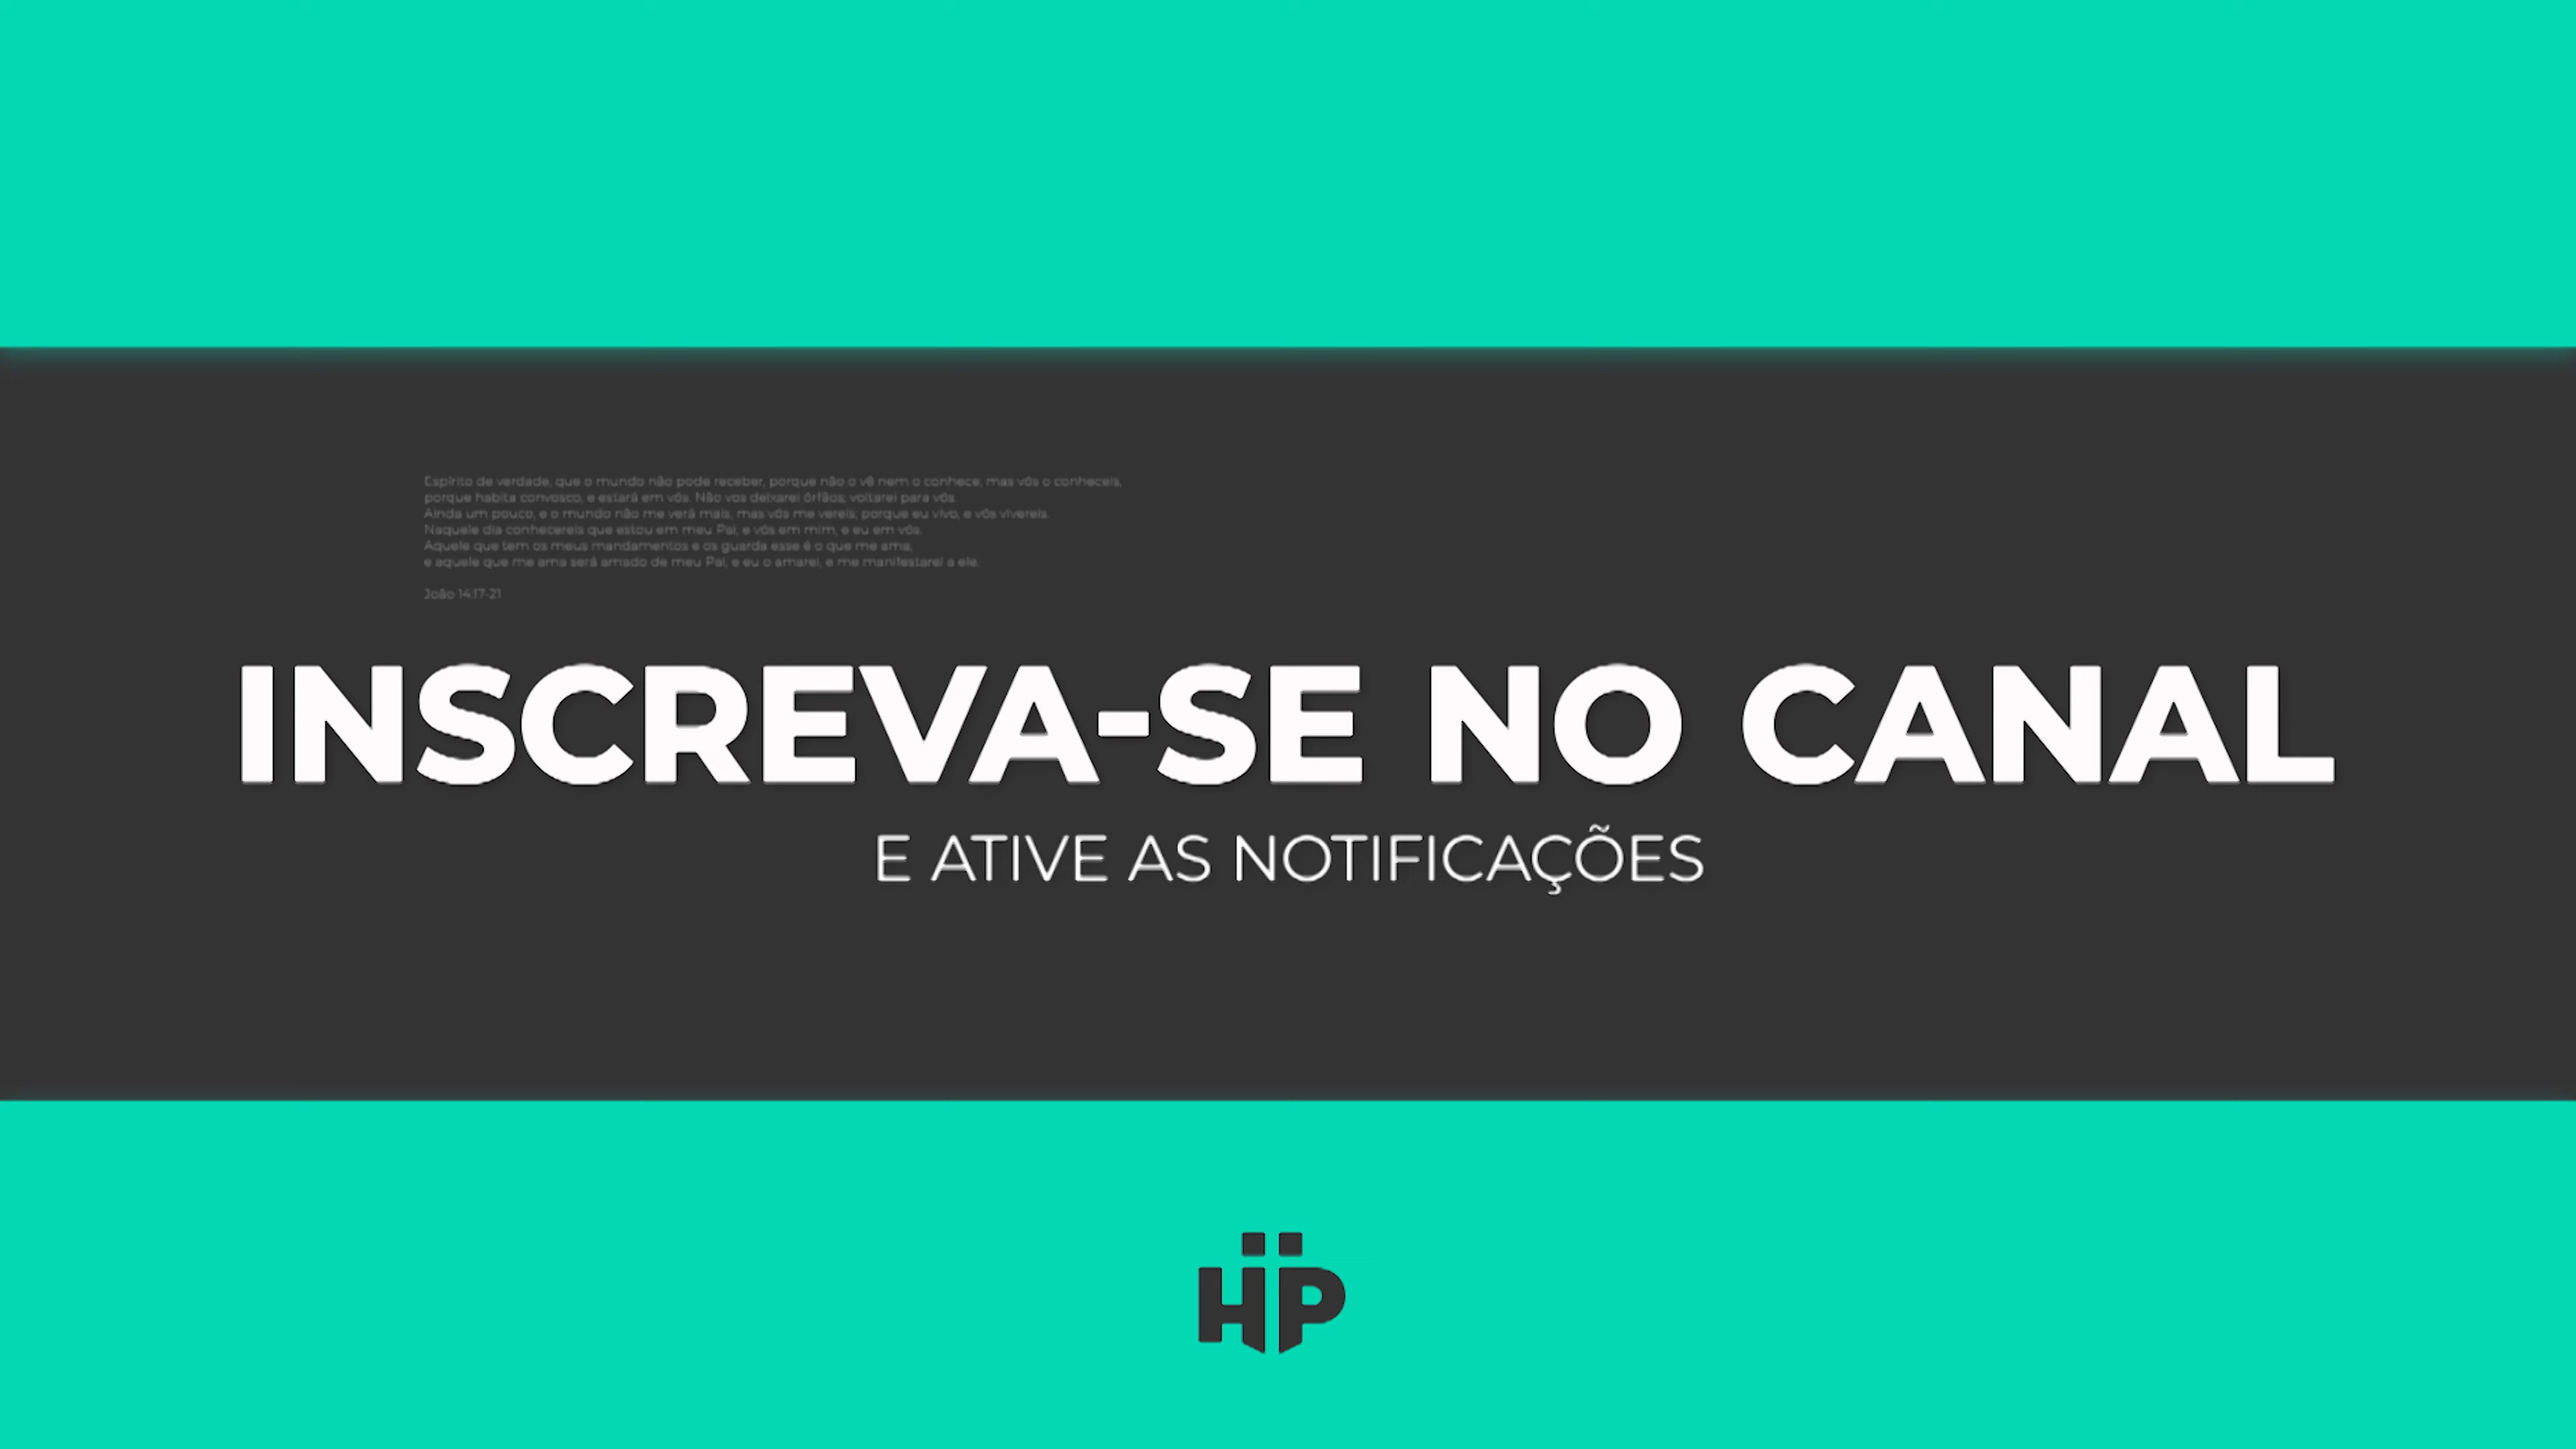 Espírito de verdade, que o mundo não pode receber, porque não o vê nem o conhece; mas vós o conheceis,
porque habita convosco, e estará em vós. Não vos deixarei órfãos; voltarei para vós.
Ainda um pouco, e o mundo não me verá mais, mas vós me vereis; porque eu vivo, e vós vivereis.
Naquele dia conhecereis que estou em meu Pai, e vós em mim, e eu em vós.
Aquele que tem os meus mandamentos e os guarda esse é o que me ama;
e aquele que me ama será amado de meu Pai, e eu o amarei, e me manifestarei a ele.
João 14:17-21
INSCREVA-SE NO CANAL
E ATIVE AS NOTIFICAÇÕES
HP